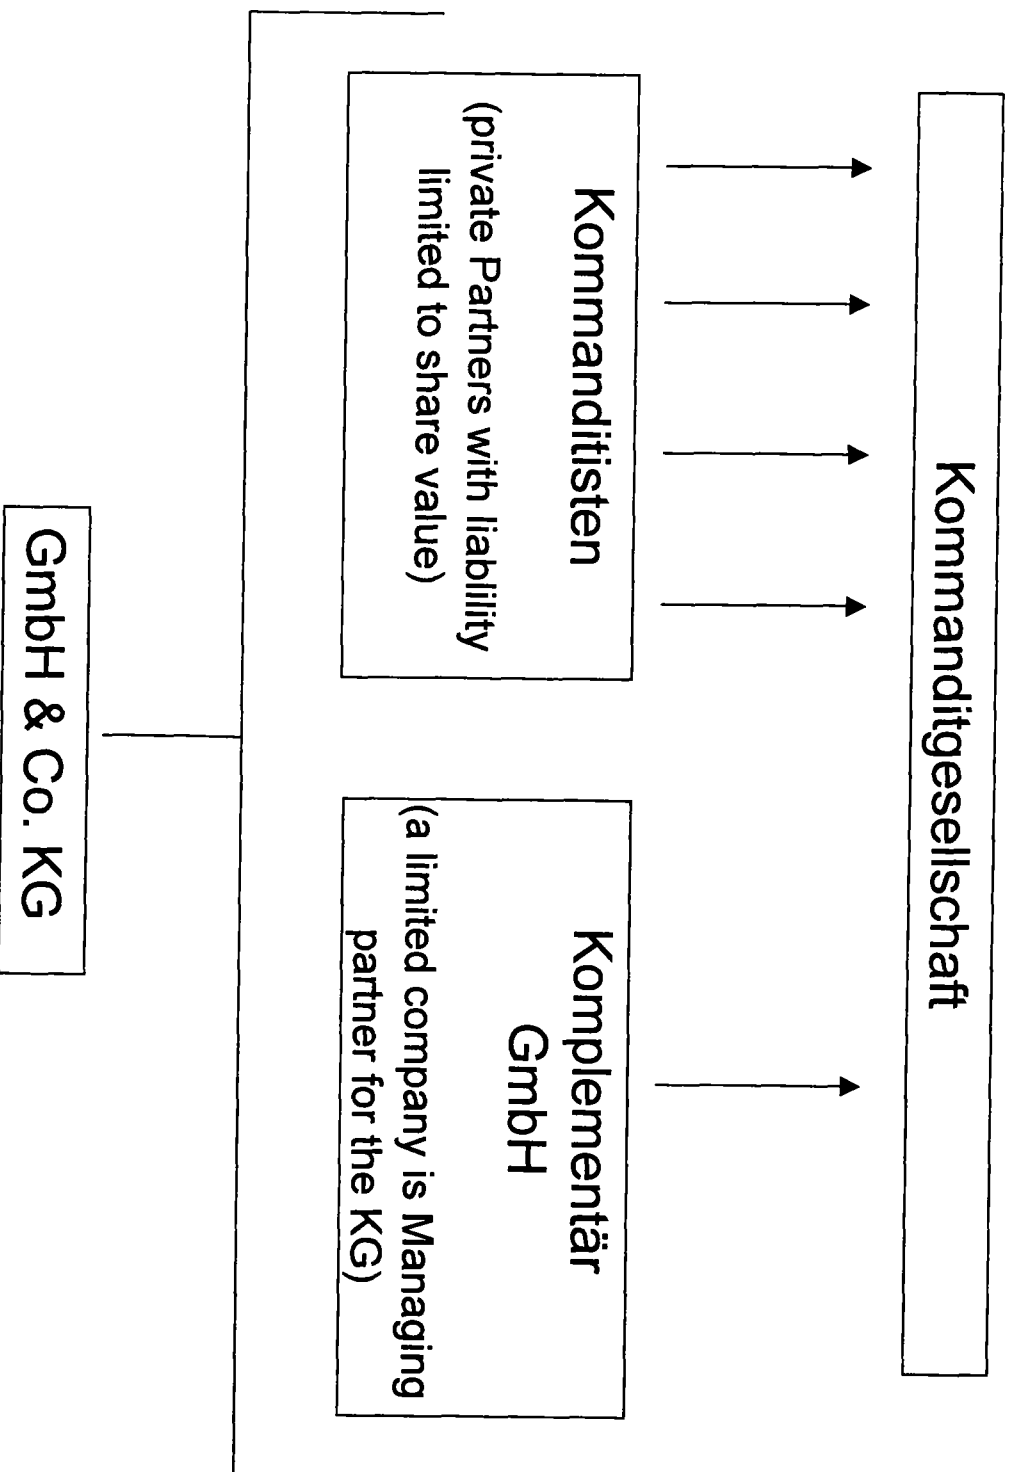 Kommanditgesellschaft
Kommanditisten
(private Partners with liablility
limited to share value)
Komplementär
GmbH
(a limited company is Managing
partner for the KG)
GmbH & Co. KG